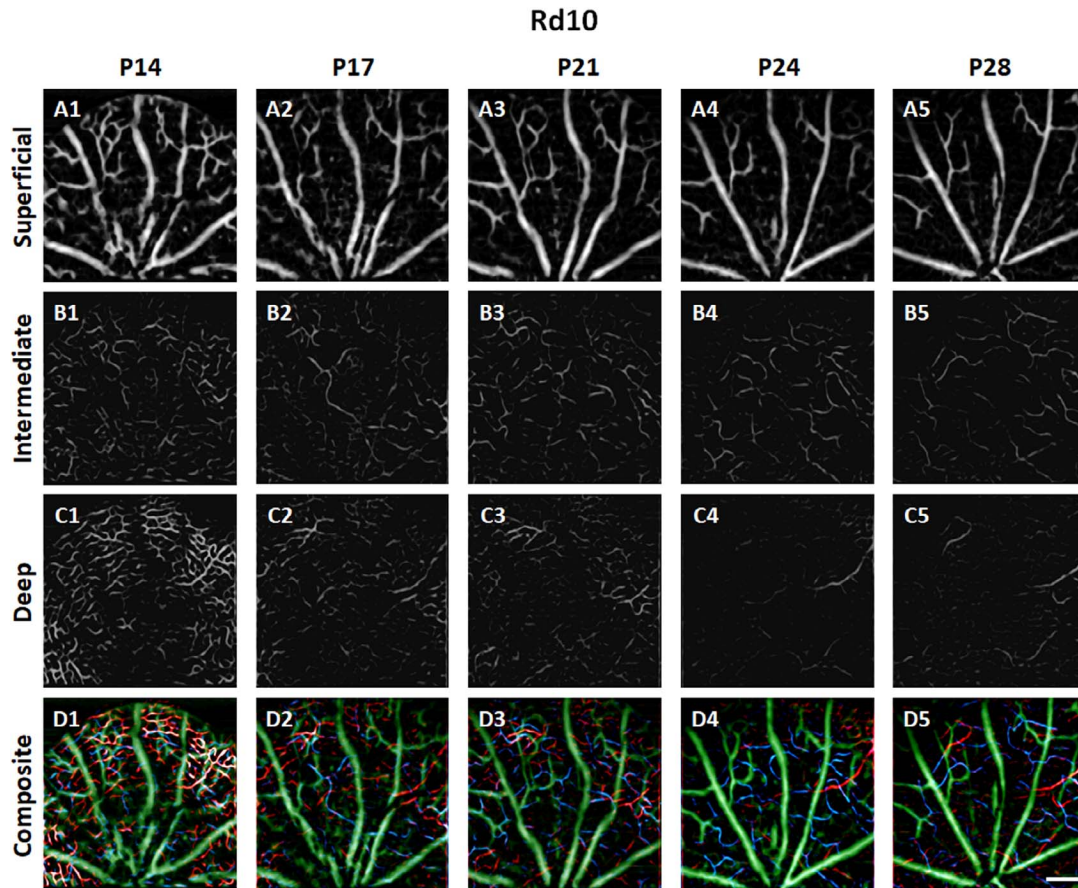 Rd10
P14 P17 P21 P24 P28
Superficial A1 A2 A3 A4 A5
Intermediate B1 B2 B3 B4 B5
Deep C1 C2 C3 C4 C5
Composite D1 D2 D3 D4 D5